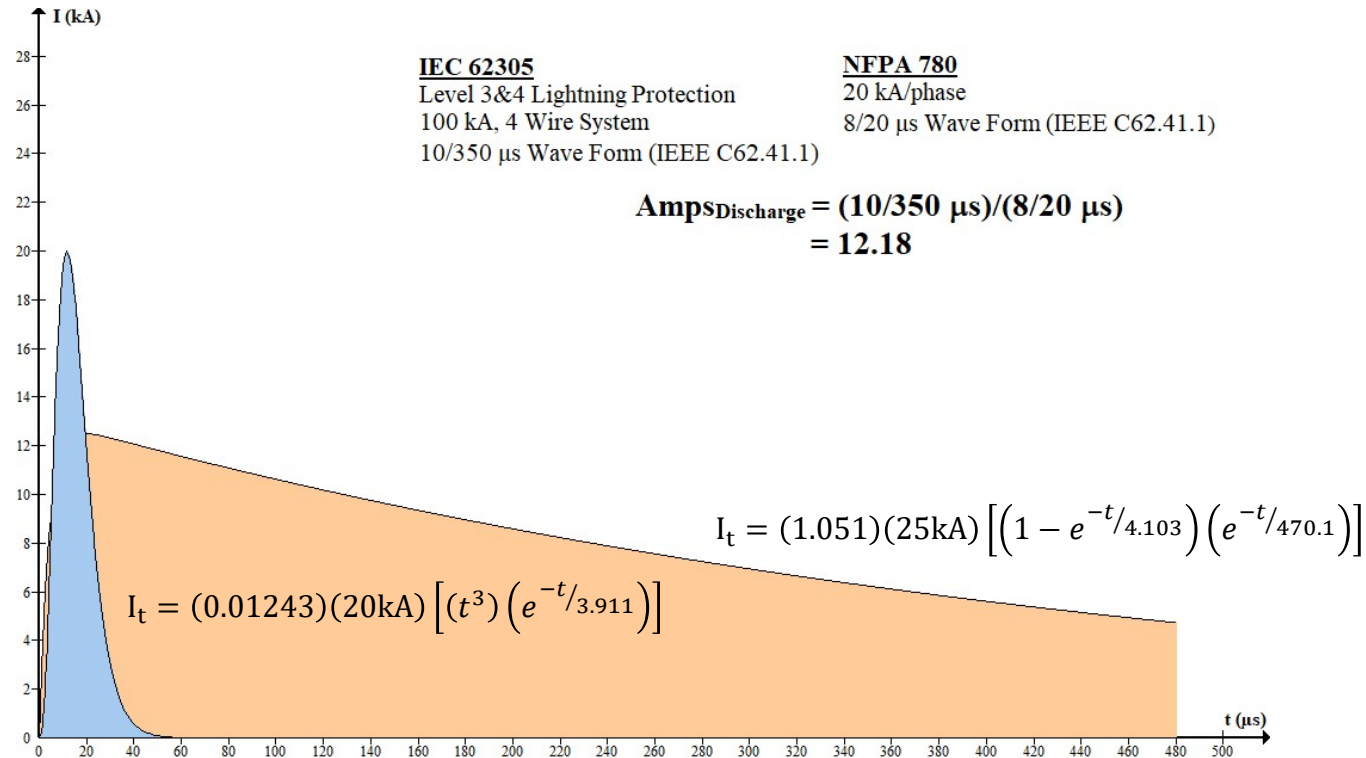 I (kA)
IEC 62305
Level 3&4 Lightning Protection
100 kA, 4 Wire System
10/350 μs Wave Form (IEEE C62.41.1)
NFPA 780
20 kA/phase
8/20 μs Wave Form (IEEE C62.41.1)
AmpsDischarge = (10/350 μs)/(8/20 μs)
= 12.18
I_t = (1.051)(25kA) [(1 − e^{−t/4.103}) (e^{−t/470.1})]
I_t = (0.01243)(20kA) [(t³) (e^{−t/3.911})]
28
26
24
22
20
18
16
14
12
10
8
6
4
2
0
t (μs)
0 20 40 60 80 100 120 140 160 180 200 220 240 260 280 300 320 340 360 380 400 420 440 460 480 500